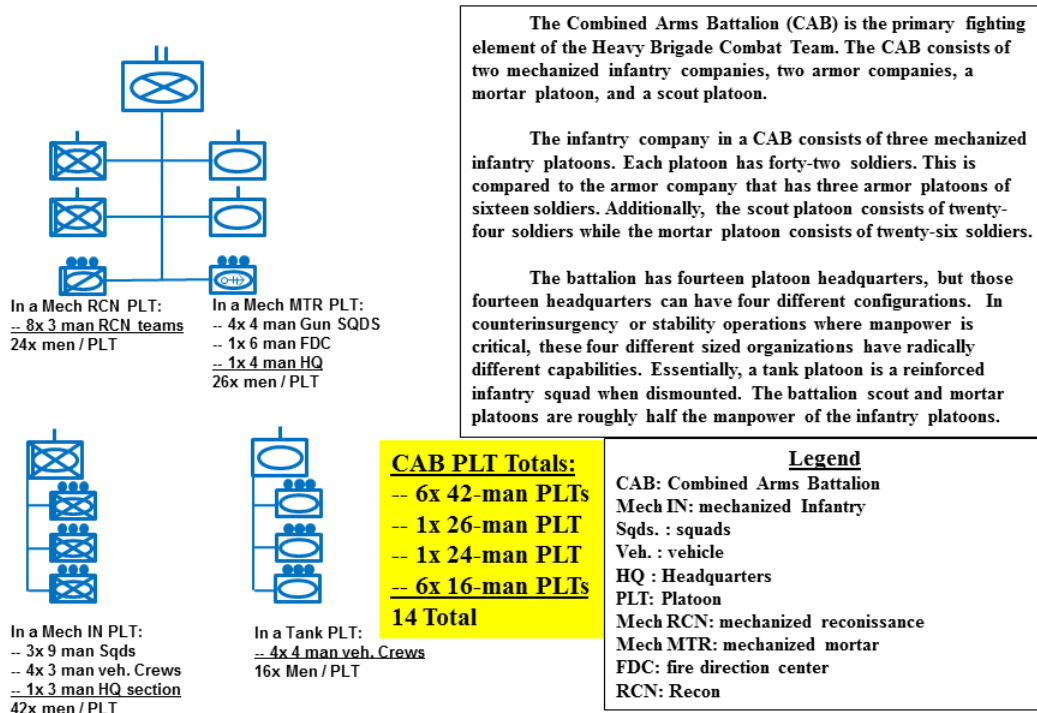 The Combined Arms Battalion (CAB) is the primary fighting
element of the Heavy Brigade Combat Team. The CAB consists of
two mechanized infantry companies, two armor companies, a
mortar platoon, and a scout platoon.
The infantry company in a CAB consists of three mechanized
infantry platoons. Each platoon has forty-two soldiers. This is
compared to the armor company that has three armor platoons of
sixteen soldiers. Additionally, the scout platoon consists of twenty-
four soldiers while the mortar platoon consists of twenty-six soldiers.
The battalion has fourteen platoon headquarters, but those
fourteen headquarters can have four different configurations. In
counterinsurgency or stability operations where manpower is
critical, these four different sized organizations have radically
different capabilities. Essentially, a tank platoon is a reinforced
infantry squad when dismounted. The battalion scout and mortar
platoons are roughly half the manpower of the infantry platoons.
In a Mech RCN PLT:
-- 8x 3 man RCN teams
24x men / PLT
In a Mech MTR PLT:
-- 4x 4 man Gun SQDS
-- 1x 6 man FDC
-- 1x 4 man HQ
26x men / PLT
In a Mech IN PLT:
-- 3x 9 man Sqds
-- 4x 3 man veh. Crews
-- 1x 3 man HQ section
42x men / PLT
In a Tank PLT:
-- 4x 4 man veh. Crews
16x Men / PLT
CAB PLT Totals:
-- 6x 42-man PLTs
-- 1x 26-man PLT
-- 1x 24-man PLT
-- 6x 16-man PLTs
14 Total
Legend
CAB: Combined Arms Battalion
Mech IN: mechanized Infantry
Sqds. : squads
Veh. : vehicle
HQ : Headquarters
PLT: Platoon
Mech RCN: mechanized reconissance
Mech MTR: mechanized mortar
FDC: fire direction center
RCN: Recon